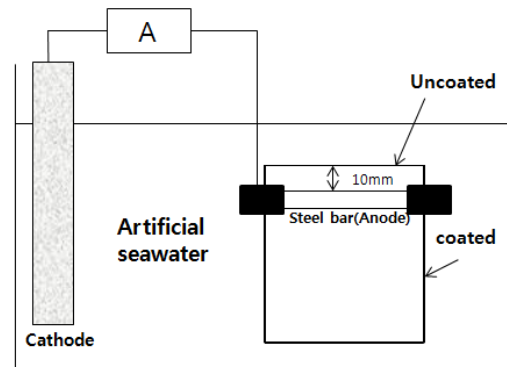 A
Uncoated
10mm
Steel bar(Anode)
Artificial
seawater
coated
Cathode